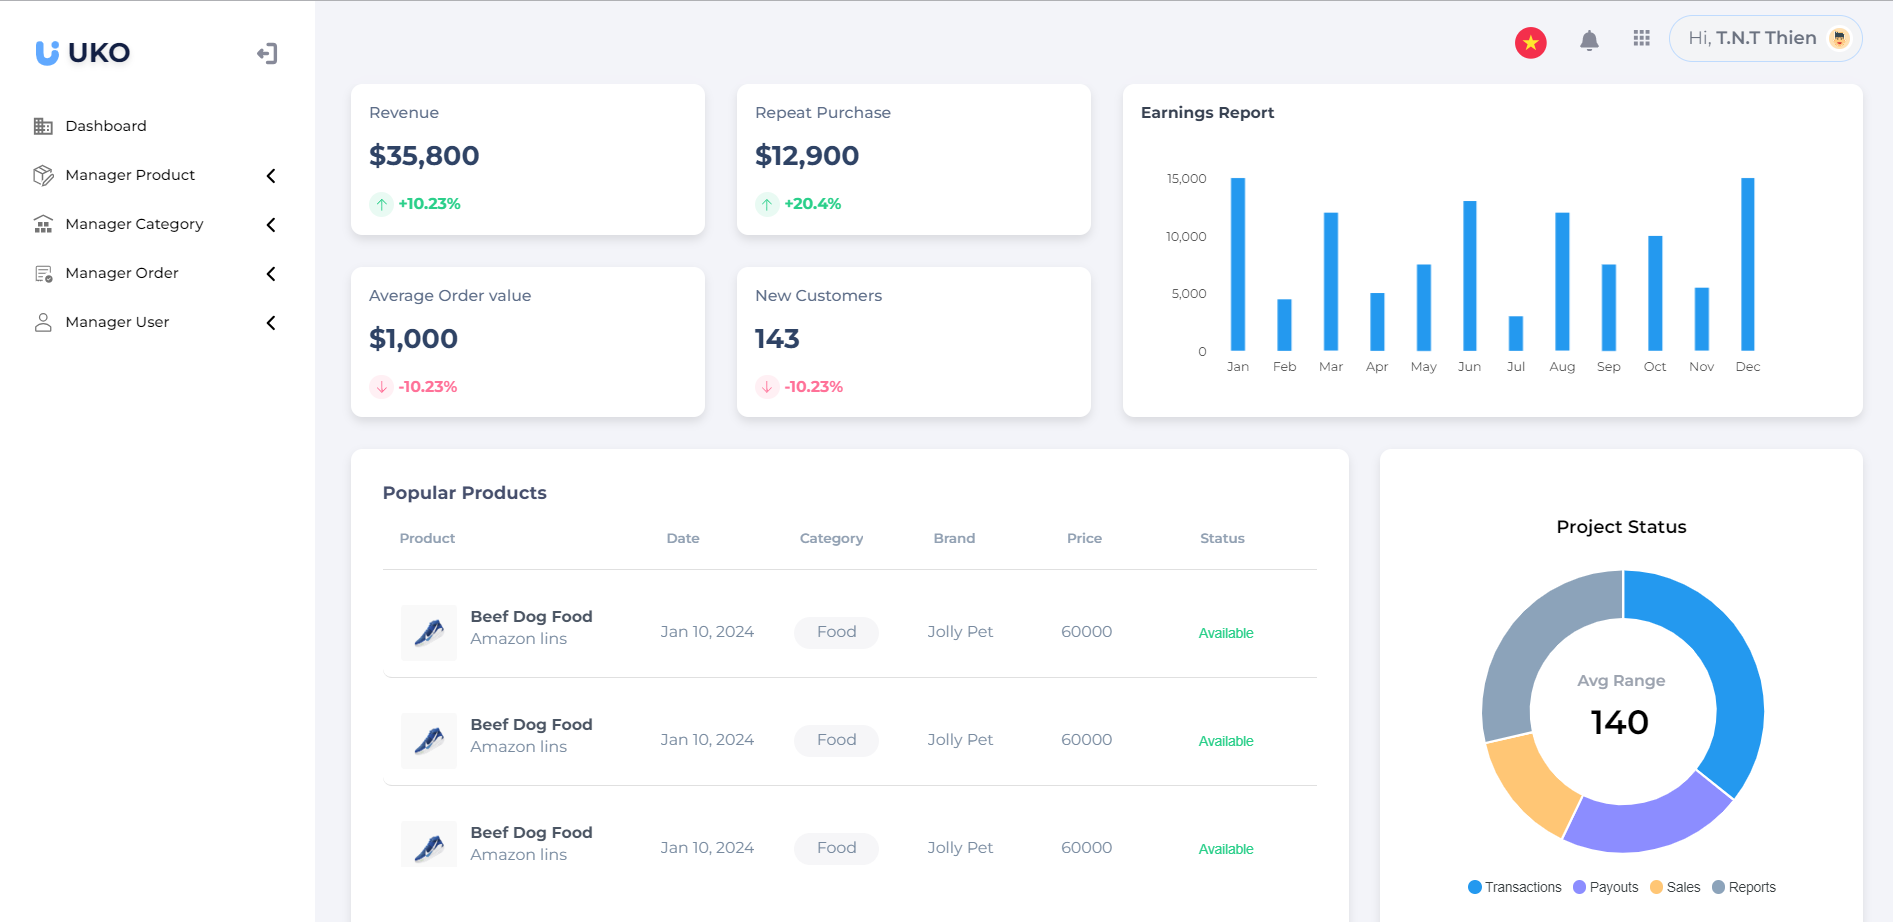 UKO
Hi, T.N.T Thien
Dashboard
Manager Product
Manager Category
Manager Order
Manager User
Revenue
$35,800
+10.23%
Repeat Purchase
$12,900
+20.4%
Average Order value
$1,000
-10.23%
New Customers
143
-10.23%
Earnings Report
15,000
10,000
5,000
0
Jan Feb Mar Apr May Jun Jul Aug Sep Oct Nov Dec
Popular Products
Product Date Category Brand Price Status
Beef Dog Food
Amazon lins
Jan 10, 2024 Food Jolly Pet 60000 Available
Beef Dog Food
Amazon lins
Jan 10, 2024 Food Jolly Pet 60000 Available
Beef Dog Food
Amazon lins
Jan 10, 2024 Food Jolly Pet 60000 Available
Project Status
Avg Range
140
Transactions Payouts Sales Reports